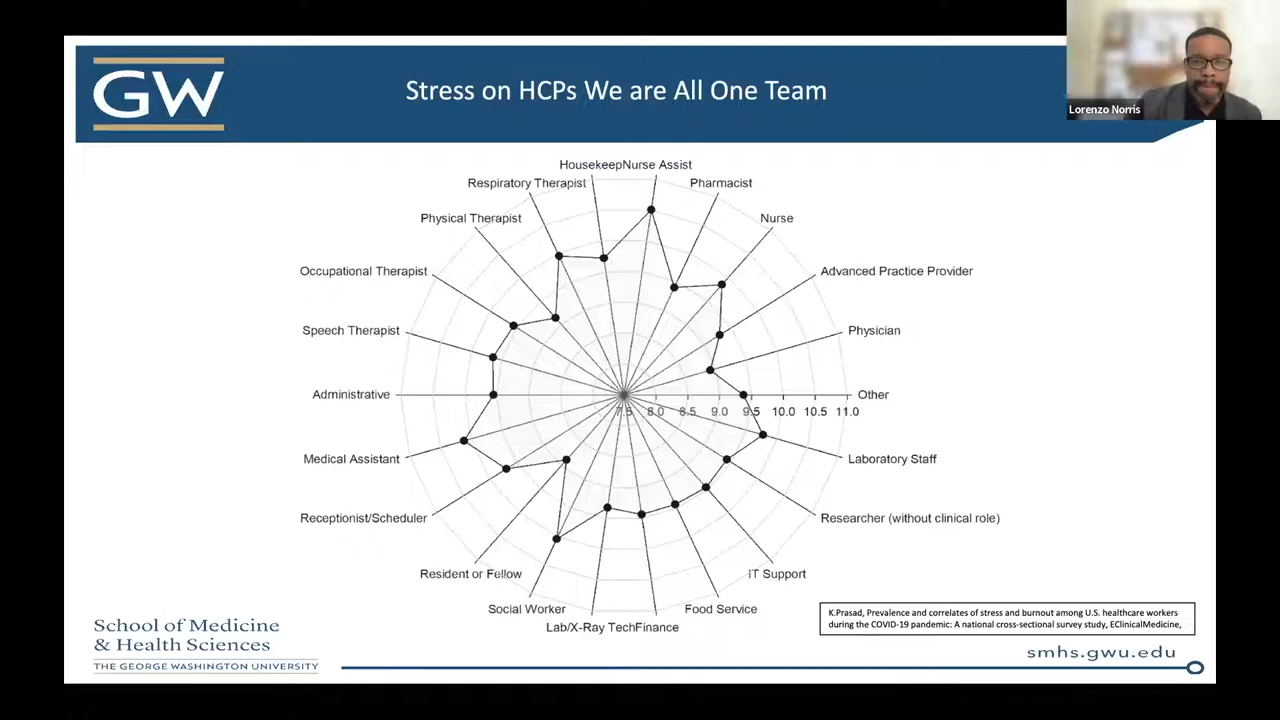 GW
Stress on HCPs We are All One Team
Lorenzo Norris
HousekeepNurse Assist
Respiratory Therapist
Pharmacist
Physical Therapist
Nurse
Occupational Therapist
Advanced Practice Provider
Speech Therapist
Physician
Administrative
Other
7.5 8.0 8.5 9.0 9.5 10.0 10.5 11.0
Medical Assistant
Laboratory Staff
Receptionist/Scheduler
Researcher (without clinical role)
Resident or Fellow
IT Support
Social Worker
Food Service
Lab/X-Ray TechFinance
K.Prasad, Prevalence and correlates of stress and burnout among U.S. healthcare workers
during the COVID-19 pandemic: A national cross-sectional survey study, EClinicalMedicine,
School of Medicine
& Health Sciences
THE GEORGE WASHINGTON UNIVERSITY
smhs.gwu.edu